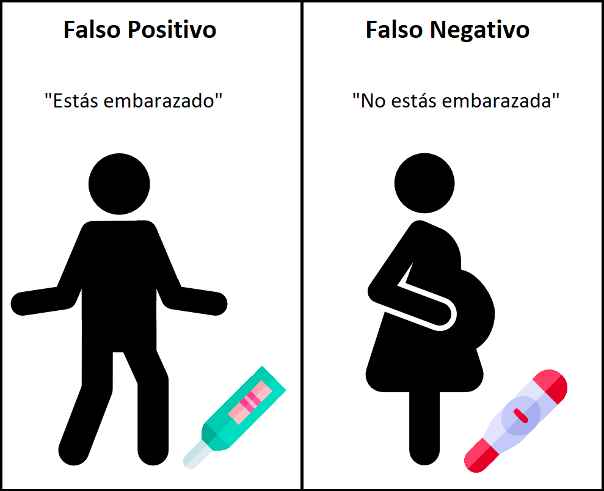 Falso Positivo
"Estás embarazado"
Falso Negativo
"No estás embarazada"